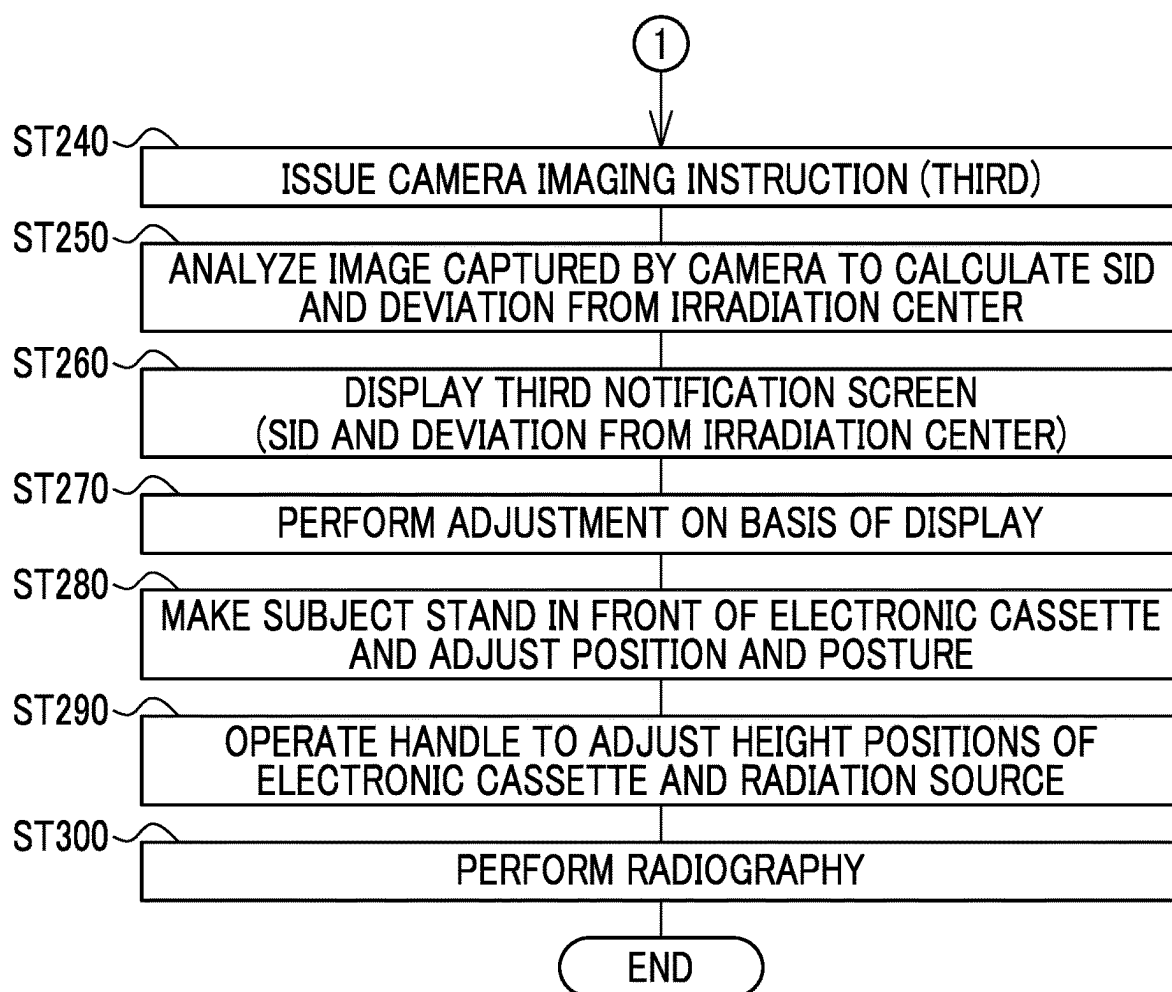 1
ST240
ISSUE CAMERA IMAGING INSTRUCTION (THIRD)
ST250
ANALYZE IMAGE CAPTURED BY CAMERA TO CALCULATE SID
AND DEVIATION FROM IRRADIATION CENTER
ST260
DISPLAY THIRD NOTIFICATION SCREEN
(SID AND DEVIATION FROM IRRADIATION CENTER)
ST270
PERFORM ADJUSTMENT ON BASIS OF DISPLAY
ST280
MAKE SUBJECT STAND IN FRONT OF ELECTRONIC CASSETTE
AND ADJUST POSITION AND POSTURE
ST290
OPERATE HANDLE TO ADJUST HEIGHT POSITIONS OF
ELECTRONIC CASSETTE AND RADIATION SOURCE
ST300
PERFORM RADIOGRAPHY
END